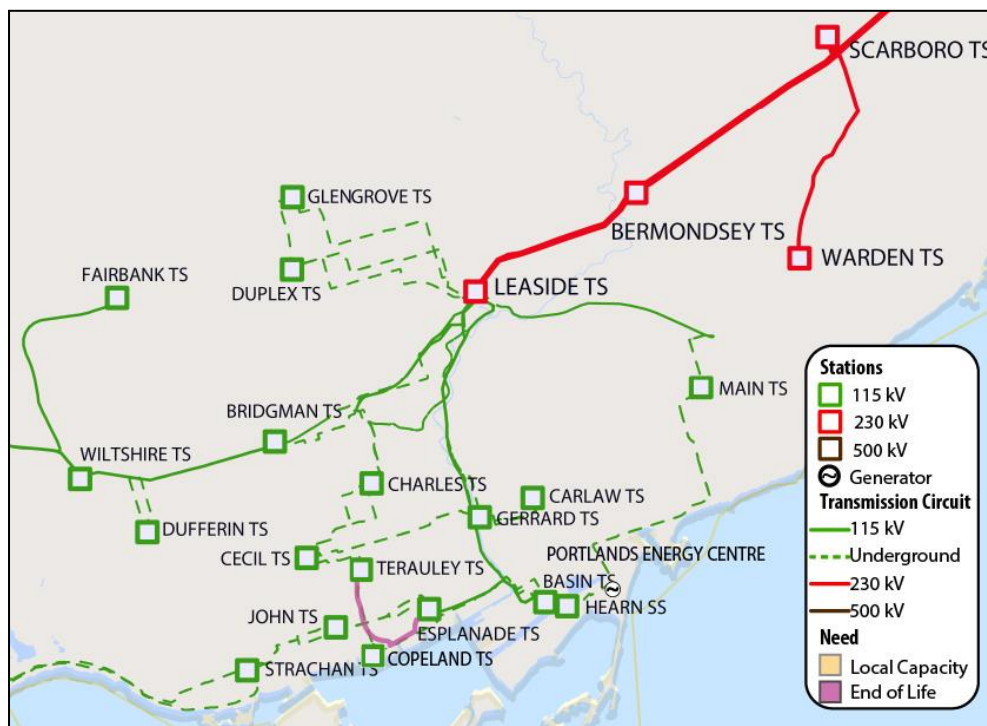 SCARBORO TS
GLENGROVE TS
BERMONDSEY TS
WARDEN TS
FAIRBANK TS
DUPLEX TS
LEASIDE TS
MAIN TS
BRIDGMAN TS
WILTSHIRE TS
CHARLES TS
CARLAW TS
DUFFERIN TS
GERRARD TS
CECIL TS
TERAULEY TS
PORTLANDS ENERGY CENTRE
BASIN TS
HEARN SS
JOHN TS
ESPLANADE TS
COPELAND TS
STRACHAN TS
Stations
115 kV
230 kV
500 kV
Generator
Transmission Circuit
115 kV
Underground
230 kV
500 kV
Need
Local Capacity
End of Life